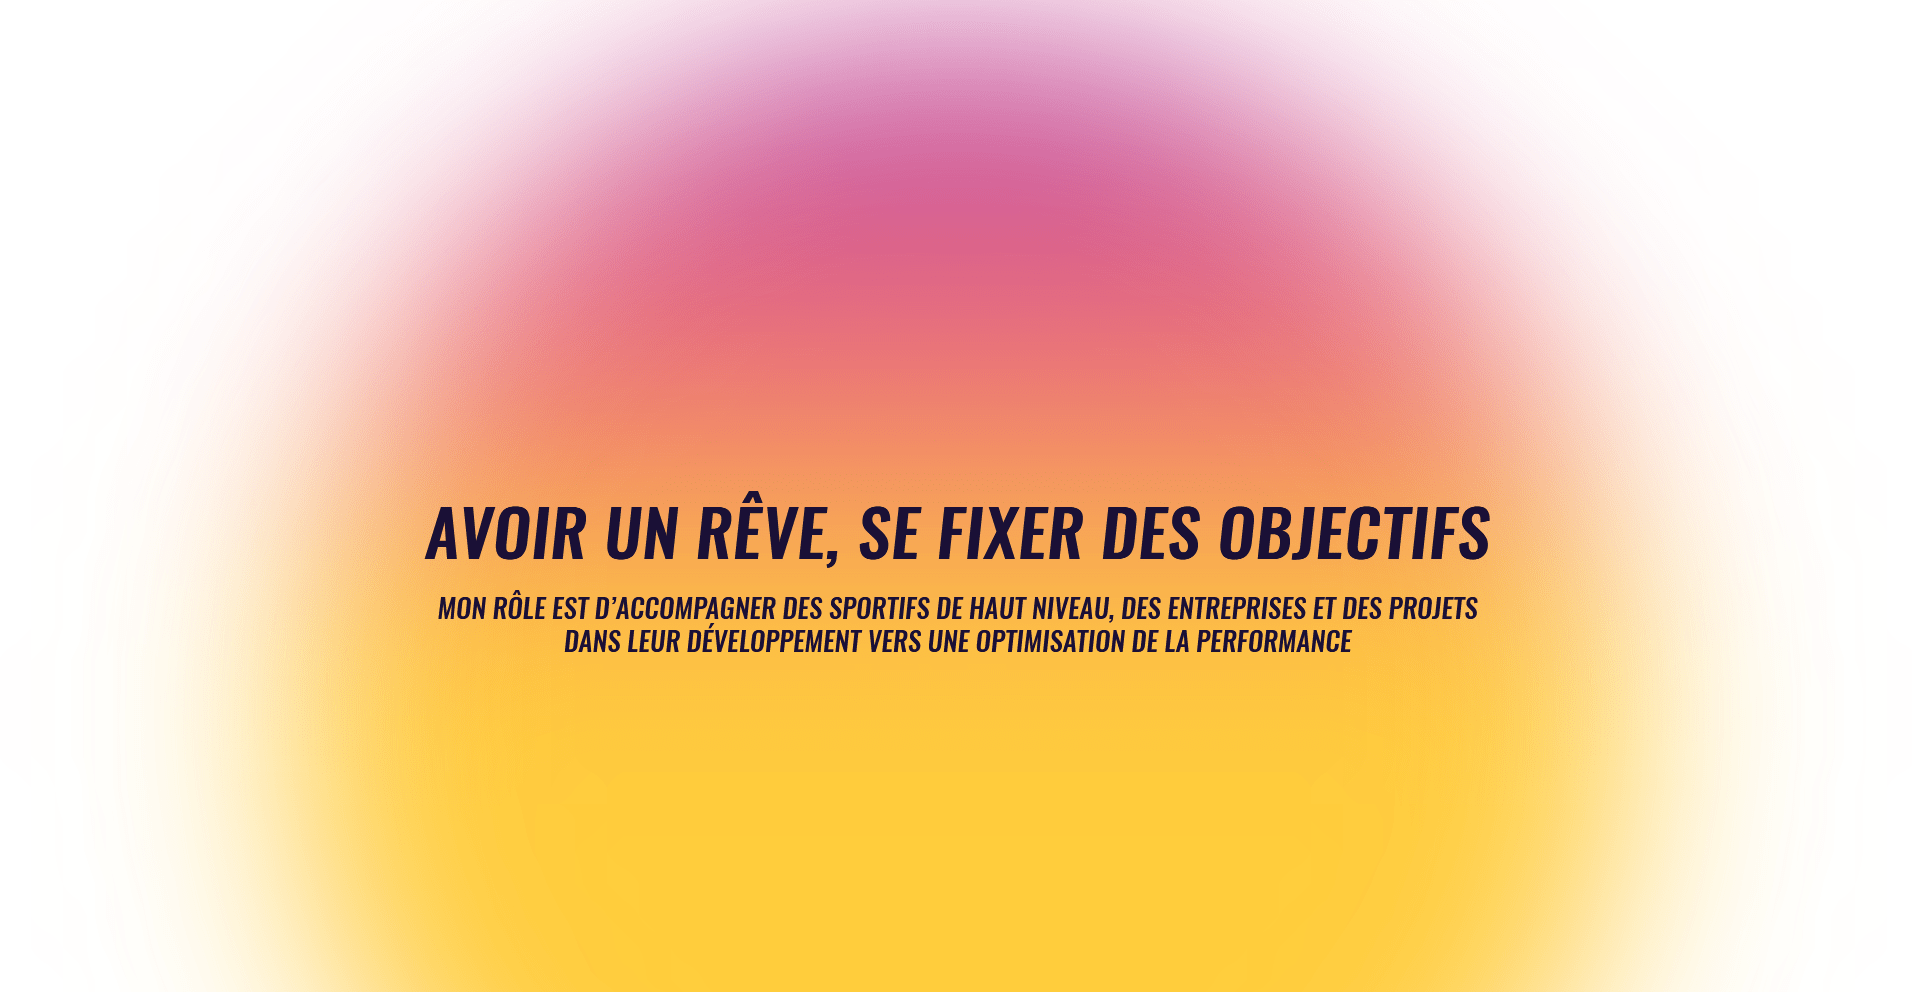 AVOIR UN RÊVE, SE FIXER DES OBJECTIFS
MON RÔLE EST D’ACCOMPAGNER DES SPORTIFS DE HAUT NIVEAU, DES ENTREPRISES ET DES PROJETS
DANS LEUR DÉVELOPPEMENT VERS UNE OPTIMISATION DE LA PERFORMANCE